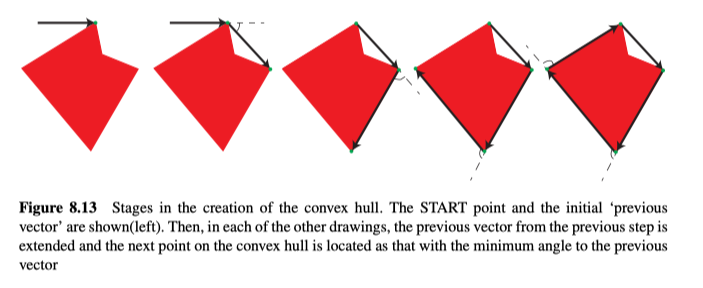 Figure 8.13 Stages in the creation of the convex hull. The START point and the initial ‘previous
vector’ are shown(left). Then, in each of the other drawings, the previous vector from the previous step is
extended and the next point on the convex hull is located as that with the minimum angle to the previous
vector